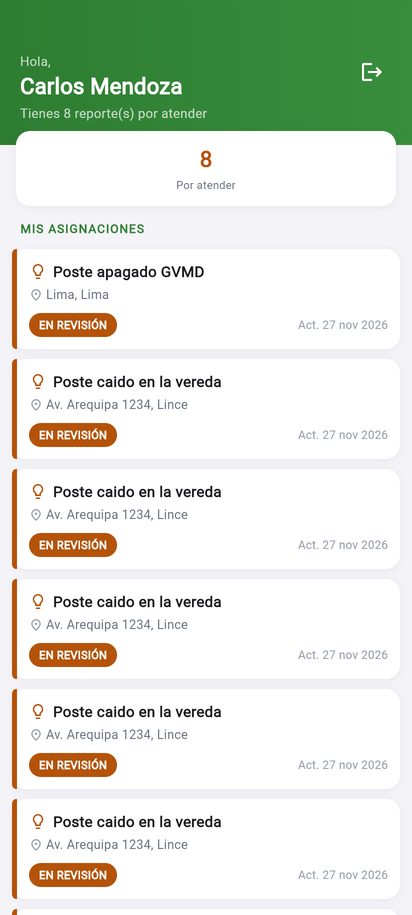 Hola,
Carlos Mendoza
Tienes 8 reporte(s) por atender
8
Por atender
MIS ASIGNACIONES
Poste apagado GVMD
Lima, Lima
EN REVISIÓN
Act. 27 nov 2026
Poste caido en la vereda
Av. Arequipa 1234, Lince
EN REVISIÓN
Act. 27 nov 2026
Poste caido en la vereda
Av. Arequipa 1234, Lince
EN REVISIÓN
Act. 27 nov 2026
Poste caido en la vereda
Av. Arequipa 1234, Lince
EN REVISIÓN
Act. 27 nov 2026
Poste caido en la vereda
Av. Arequipa 1234, Lince
EN REVISIÓN
Act. 27 nov 2026
Poste caido en la vereda
Av. Arequipa 1234, Lince
EN REVISIÓN
Act. 27 nov 2026